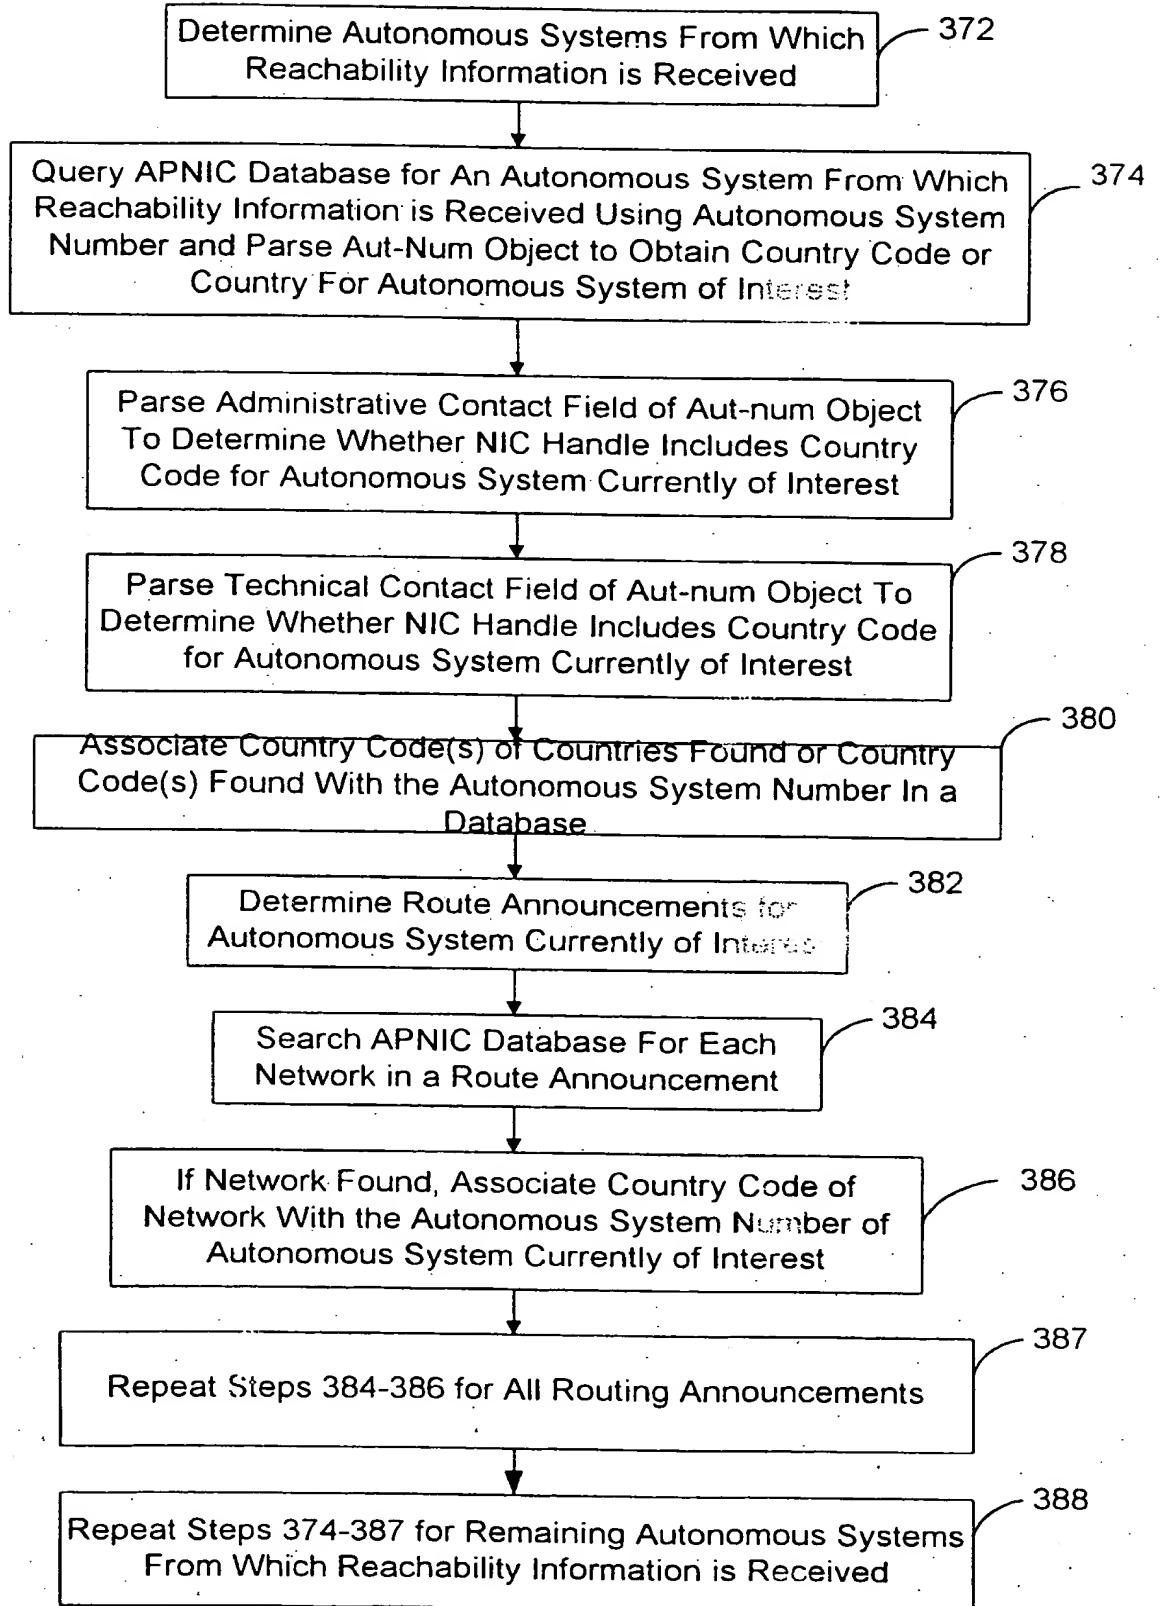 Determine Autonomous Systems From Which
Reachability Information is Received
372
Query APNIC Database for An Autonomous System From Which
Reachability Information is Received Using Autonomous System
Number and Parse Aut-Num Object to Obtain Country Code or
Country For Autonomous System of Interest
374
Parse Administrative Contact Field of Aut-num Object
To Determine Whether NIC Handle Includes Country
Code for Autonomous System Currently of Interest
376
Parse Technical Contact Field of Aut-num Object To
Determine Whether NIC Handle Includes Country Code
for Autonomous System Currently of Interest
378
Associate Country Code(s) of Countries Found or Country
Code(s) Found With the Autonomous System Number In a
Database
380
Determine Route Announcements for
Autonomous System Currently of Interest
382
Search APNIC Database For Each
Network in a Route Announcement
384
If Network Found, Associate Country Code of
Network With the Autonomous System Number of
Autonomous System Currently of Interest
386
Repeat Steps 384-386 for All Routing Announcements
387
Repeat Steps 374-387 for Remaining Autonomous Systems
From Which Reachability Information is Received
388